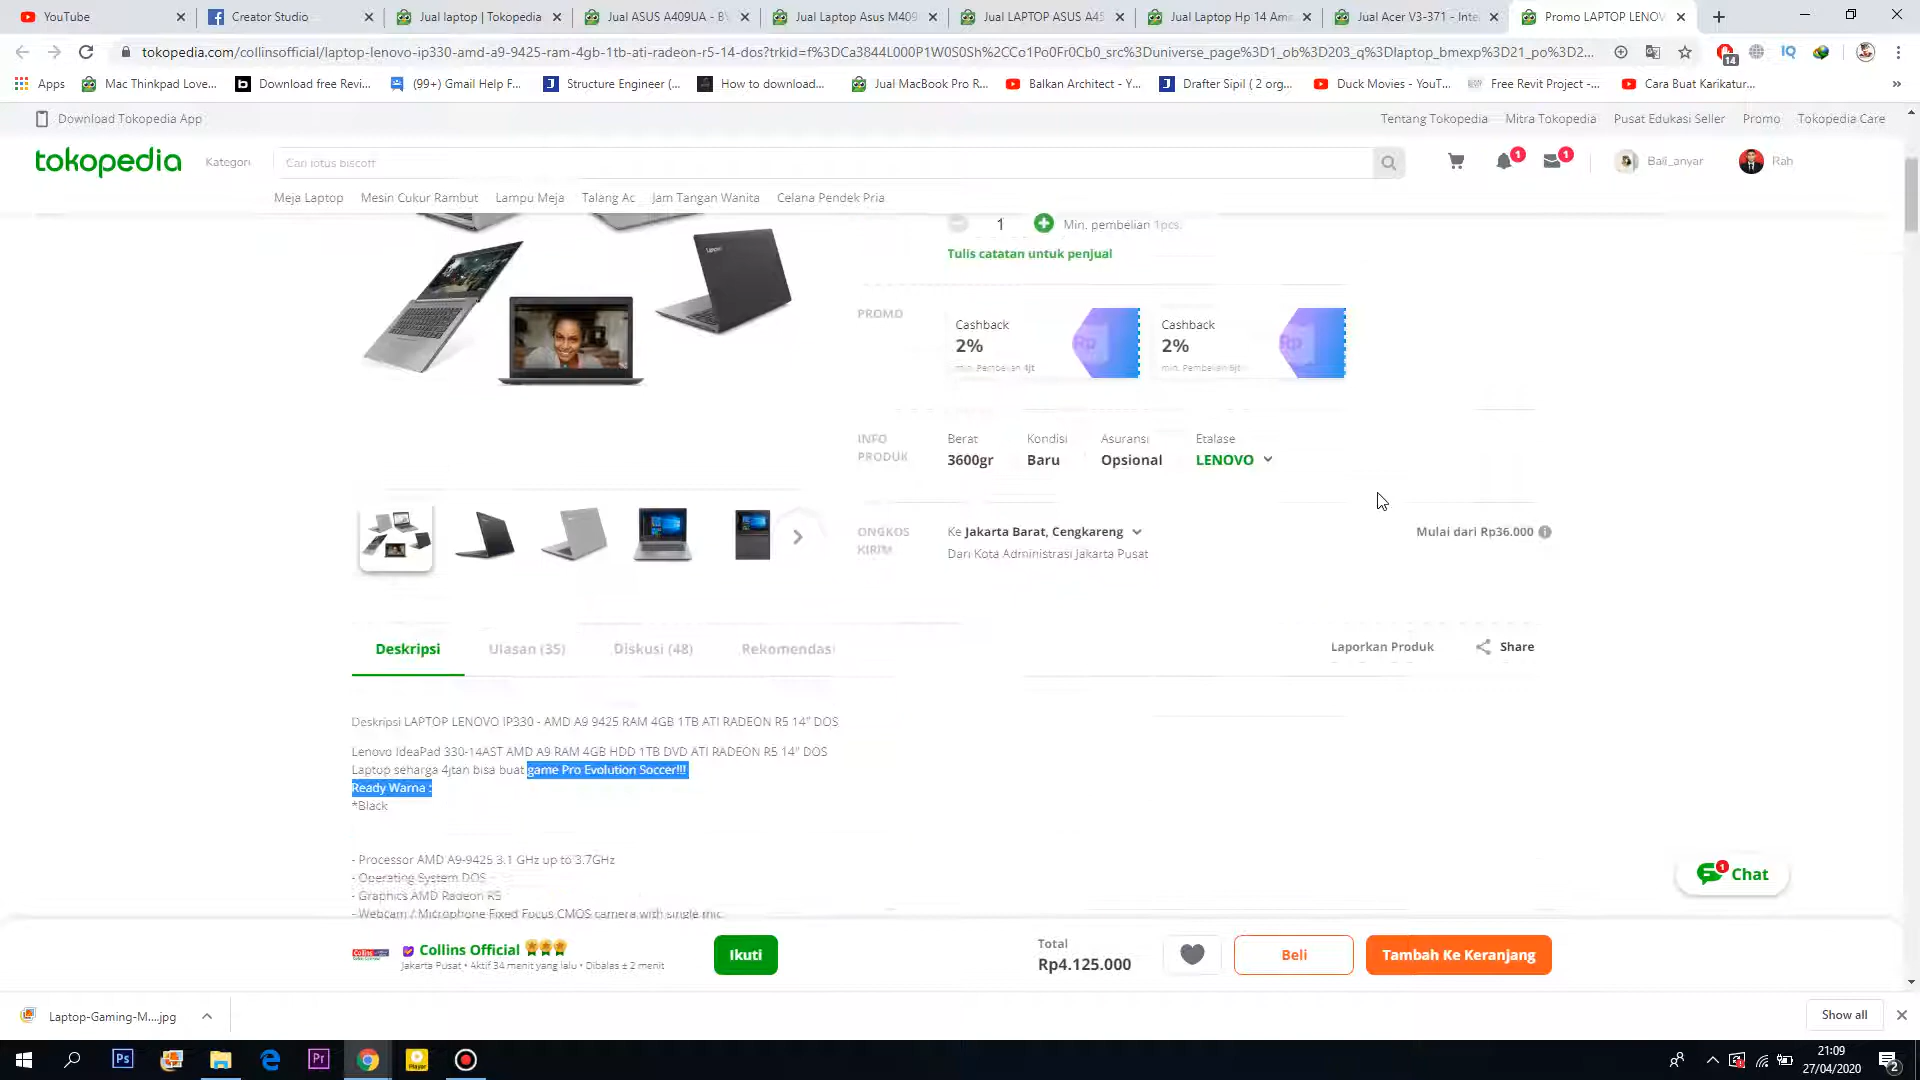 YouTube
Creator Studio
Jual laptop | Tokopedia
Jual ASUS A409UA - B
Jual Laptop Asus M409
Jual LAPTOP ASUS A45
Jual Laptop Hp 14 Am
Jual Acer V3-371 - Inte
Promo LAPTOP LENOV
tokopedia.com/collinsofficial/laptop-lenovo-ip330-amd-a9-9425-ram-4gb-1tb-ati-radeon-r5-14-dos?trkid=f%3DCa3844L000P1W0S0Sh%2CCo1Po0Fr0Cb0_src%3Duniverse_page%3D1_ob%3D203_q%3Dlaptop_bmexp%3D21_po%3D2...
14
IQ
Apps
Mac Thinkpad Love...
Download free Revi...
(99+) Gmail Help F...
Structure Engineer (...
How to download...
Jual MacBook Pro R...
Balkan Architect - Y...
Drafter Sipil ( 2 org...
Duck Movies - YouT...
Free Revit Project -...
Cara Buat Karikatur...
Download Tokopedia App
Tentang Tokopedia
Mitra Tokopedia
Pusat Edukasi Seller
Promo
Tokopedia Care
tokopedia
Kategori
Cari lotus biscoff
1
1
Bali_anyar
Rah
Meja Laptop
Mesin Cukur Rambut
Lampu Meja
Talang Ac
Jam Tangan Wanita
Celana Pendek Pria
1
Min. pembelian 1pcs.
Tulis catatan untuk penjual
PROMO
Cashback
2%
min. Pembelian 4jt
Rp
Cashback
2%
min. Pembelian 6jt
Rp
INFO
PRODUK
Berat
3600gr
Kondisi
Baru
Asuransi
Opsional
Etalase
LENOVO
ONGKOS
KIRIM
Ke Jakarta Barat, Cengkareng
Dari Kota Administrasi Jakarta Pusat
Mulai dari Rp36.000
Deskripsi
Ulasan (35)
Diskusi (48)
Rekomendasi
Laporkan Produk
Share
Deskripsi LAPTOP LENOVO IP330 - AMD A9 9425 RAM 4GB 1TB ATI RADEON R5 14" DOS
Lenovo IdeaPad 330-14AST AMD A9 RAM 4GB HDD 1TB DVD ATI RADEON R5 14" DOS
Laptop seharga 4jtan bisa buat game Pro Evolution Soccer!!!
Ready Warna :
*Black
- Processor AMD A9-9425 3.1 GHz up to 3.7GHz
- Operating System DOS
- Graphics AMD Radeon R5
- Webcam / Microphone Fixed Focus CMOS camera with single mic
1
Chat
Collins Official
Jakarta Pusat • Aktif 34 menit yang lalu • Dibalas ± 2 menit
Ikuti
Total
Rp4.125.000
Beli
Tambah Ke Keranjang
Laptop-Gaming-M....jpg
Show all
Ps
Pr
21:09
27/04/2020
2